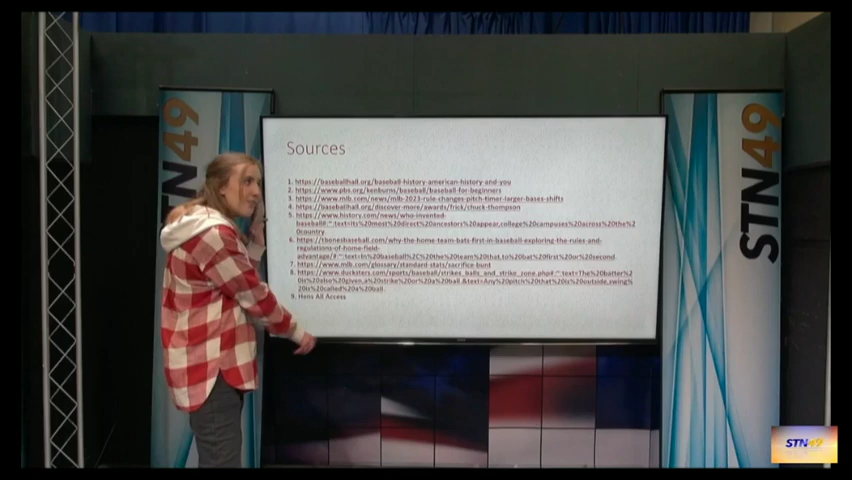 STN49
STN49
Sources
1. https://baseballhall.org/baseball-history-american-history-and-you
2. https://www.pbs.org/kenburns/baseball/baseball-for-beginners
3. https://www.mlb.com/news/mlb-2023-rule-changes-pitch-timer-larger-bases-shifts
4. https://baseballhall.org/discover-more/awards/frick/chuck-thompson
5. https://www.history.com/news/who-invented-
baseball#:~:text=Its%20most%20direct%20ancestors%20appear,college%20campuses%20across%20the%20
country.
6. https://tbonesbaseball.com/why-the-home-team-bats-first-in-baseball-exploring-the-rules-and-
regulations-of-home-field-
advantage/#:~:text=In%20baseball%2C%20the%20team%20that,to%20bat%20first%20or%20second.
7. https://www.mlb.com/glossary/standard-stats/sacrifice-bunt
8. https://www.ducksters.com/sports/baseball/strikes_balls_and_strike_zone.php#:~:text=The%20batter%2
0is%20also%20given,a%20strike%20or%20a%20ball.&text=Any%20pitch%20that%20is%20outside,swing%
20is%20called%20a%20ball.
9. Hens All Access
STN49